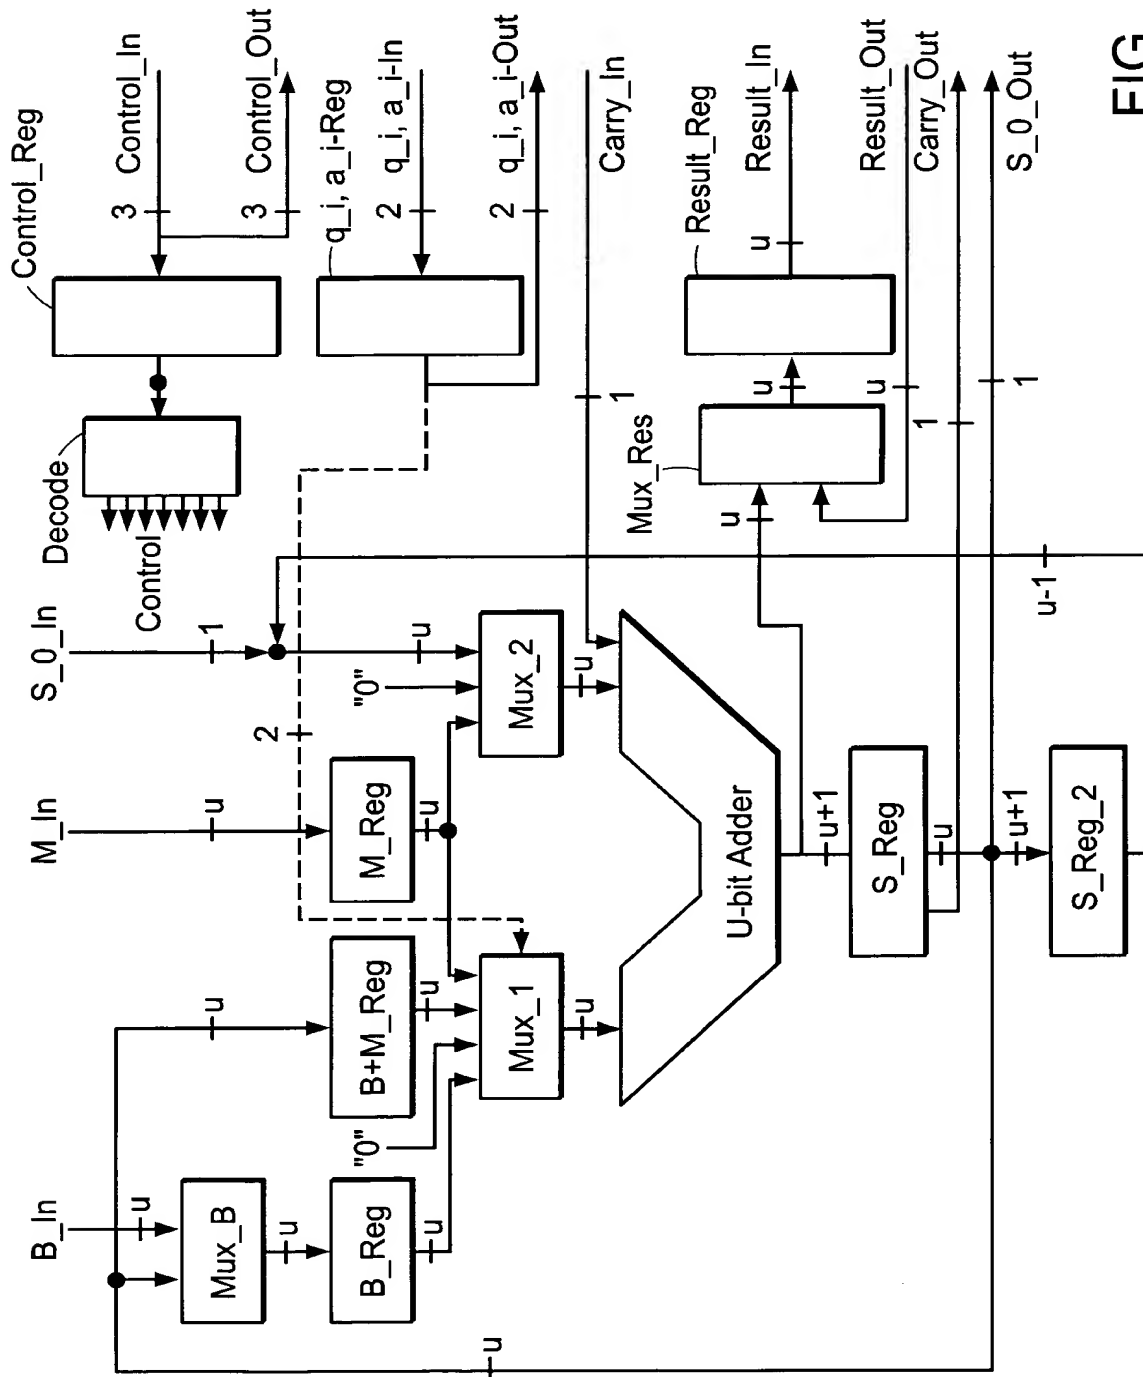 B_In
M_In
S_0_In
Control_Reg
Control_In
Control_Out
3
3
Decode
Control
q_i, a_i-Reg
q_i, a_i-In
q_i, a_i-Out
2
2
2
u
u
u
1
Mux_B
u
B_Reg
u
B+M_Reg
u
M_Reg
u
"0"
"0"
u
Mux_1
Mux_2
u
u
Carry_In
1
U-bit Adder
Mux_Res
Result_Reg
Result_In
Result_Out
Carry_Out
S_0_Out
u
u
u
u
1
1
u-1
u+1
S_Reg
u
u+1
S_Reg_2
u
FIG